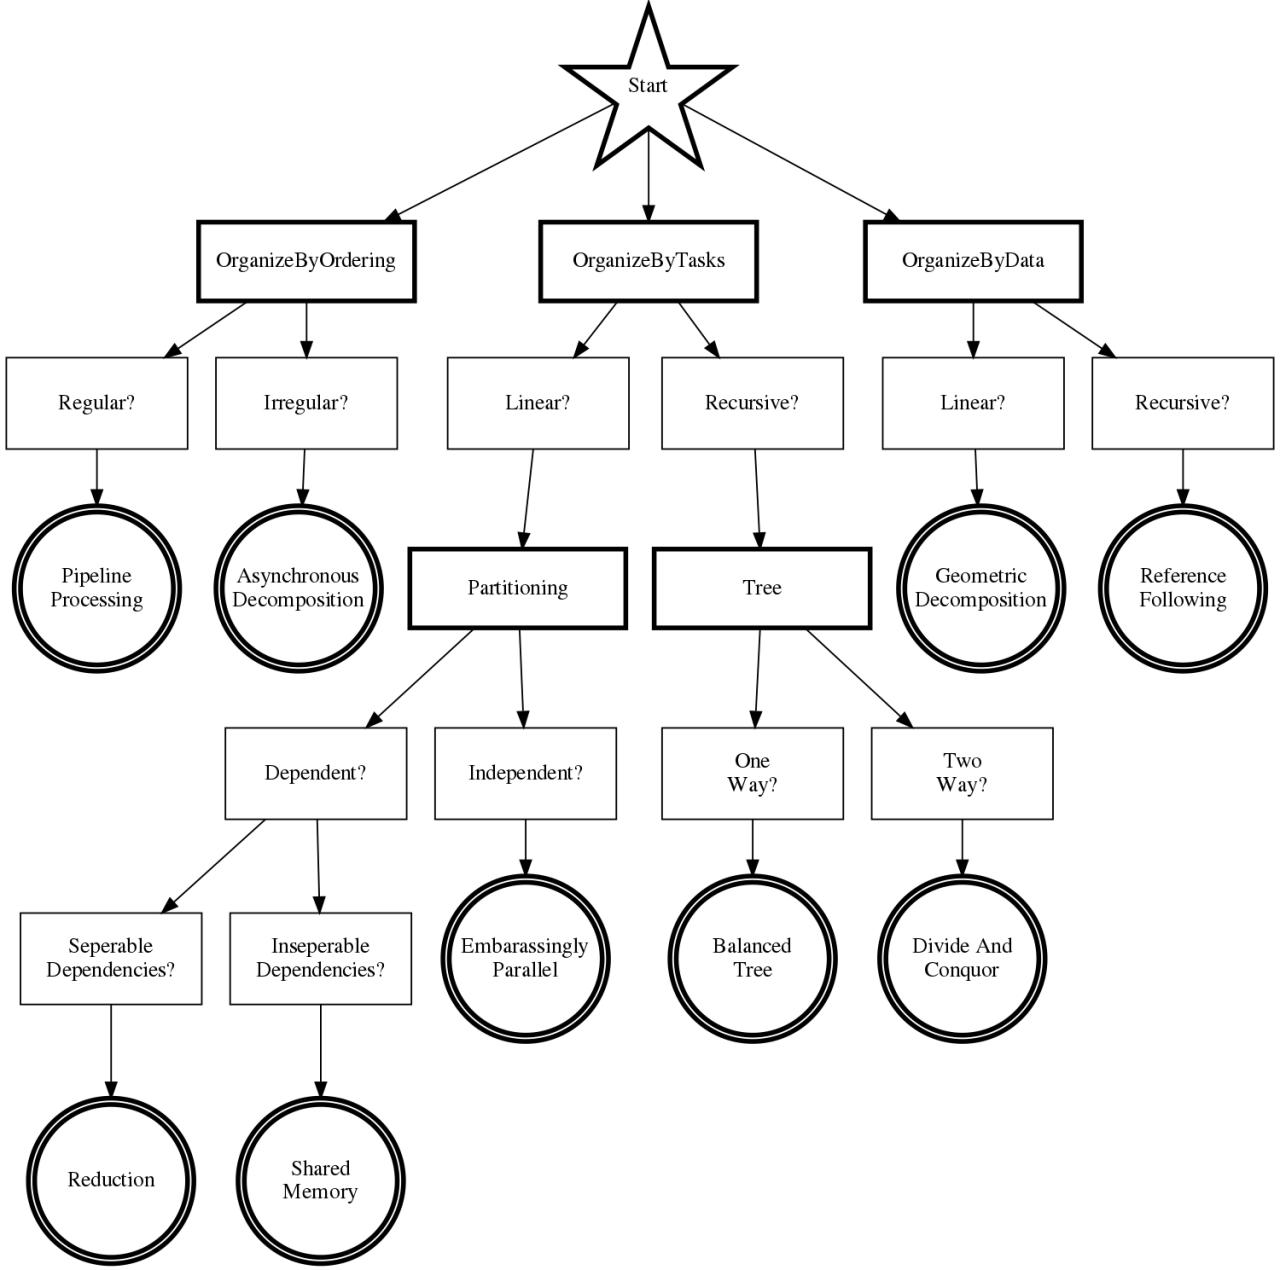 Start
OrganizeByOrdering
OrganizeByTasks
OrganizeByData
Regular?
Irregular?
Linear?
Recursive?
Linear?
Recursive?
Pipeline
Processing
Asynchronous
Decomposition
Partitioning
Tree
Geometric
Decomposition
Reference
Following
Dependent?
Independent?
One
Way?
Two
Way?
Seperable
Dependencies?
Inseperable
Dependencies?
Embarassingly
Parallel
Balanced
Tree
Divide And
Conquor
Reduction
Shared
Memory